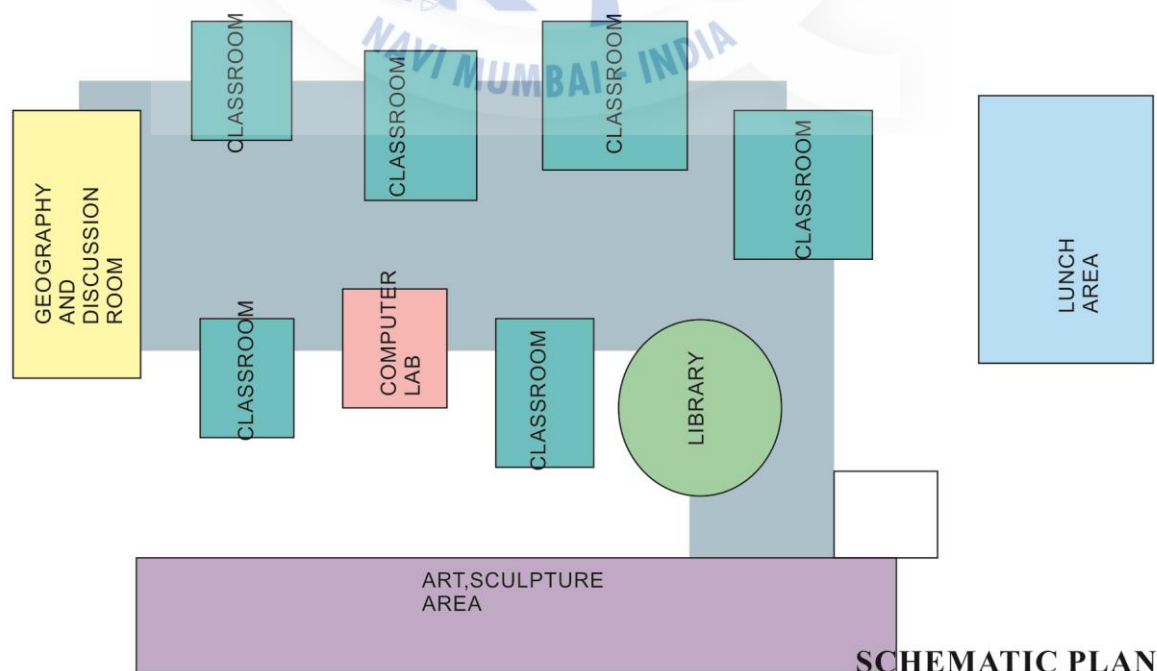 NAVI MUMBAI - INDIA
CLASSROOM
CLASSROOM
CLASSROOM
CLASSROOM
GEOGRAPHY
AND
DISCUSSION
ROOM
LUNCH
AREA
CLASSROOM
COMPUTER
LAB
CLASSROOM
LIBRARY
ART,SCULPTURE
AREA
SCHEMATIC PLAN